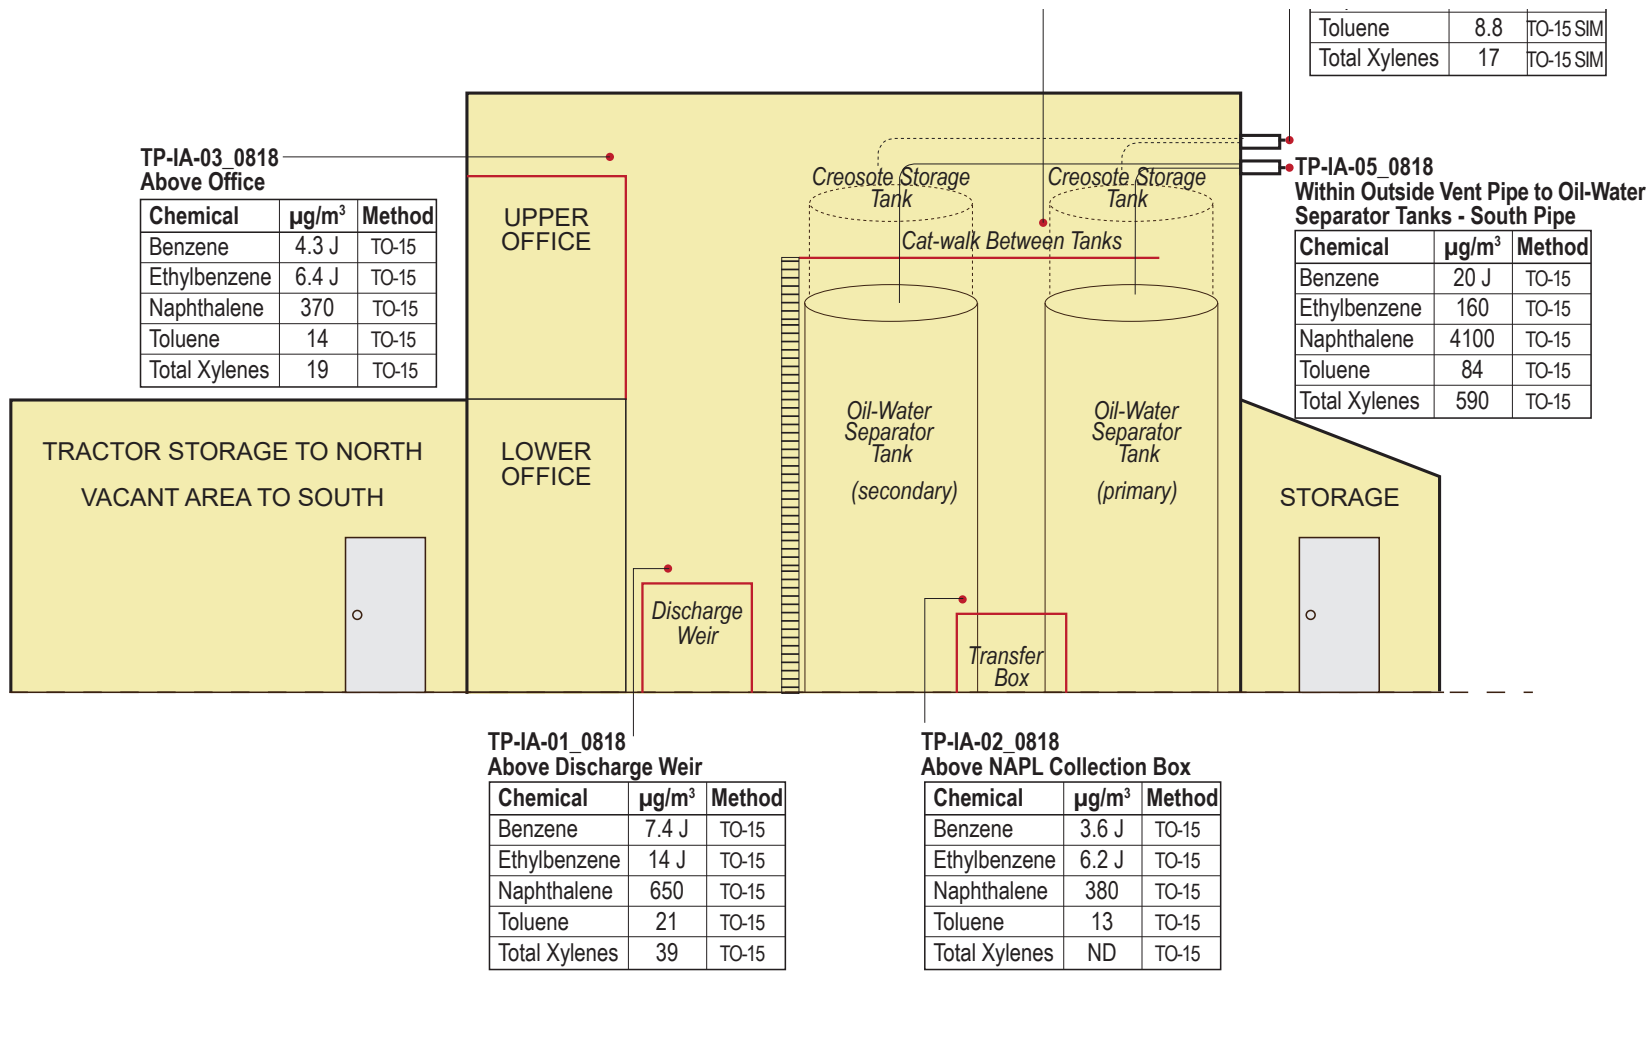 Toluene 8.8 TO-15 SIM
Total Xylenes 17 TO-15 SIM
TP-IA-03_0818
Above Office
Chemical µg/m³ Method
Benzene 4.3 J TO-15
Ethylbenzene 6.4 J TO-15
Naphthalene 370 TO-15
Toluene 14 TO-15
Total Xylenes 19 TO-15
UPPER
OFFICE
Creosote Storage
Tank
Creosote Storage
Tank
Cat-walk Between Tanks
TP-IA-05_0818
Within Outside Vent Pipe to Oil-Water
Separator Tanks - South Pipe
Chemical µg/m³ Method
Benzene 20 J TO-15
Ethylbenzene 160 TO-15
Naphthalene 4100 TO-15
Toluene 84 TO-15
Total Xylenes 590 TO-15
TRACTOR STORAGE TO NORTH
VACANT AREA TO SOUTH
LOWER
OFFICE
Oil-Water
Separator
Tank
(secondary)
Oil-Water
Separator
Tank
(primary)
STORAGE
Discharge
Weir
Transfer
Box
TP-IA-01_0818
Above Discharge Weir
Chemical µg/m³ Method
Benzene 7.4 J TO-15
Ethylbenzene 14 J TO-15
Naphthalene 650 TO-15
Toluene 21 TO-15
Total Xylenes 39 TO-15
TP-IA-02_0818
Above NAPL Collection Box
Chemical µg/m³ Method
Benzene 3.6 J TO-15
Ethylbenzene 6.2 J TO-15
Naphthalene 380 TO-15
Toluene 13 TO-15
Total Xylenes ND TO-15